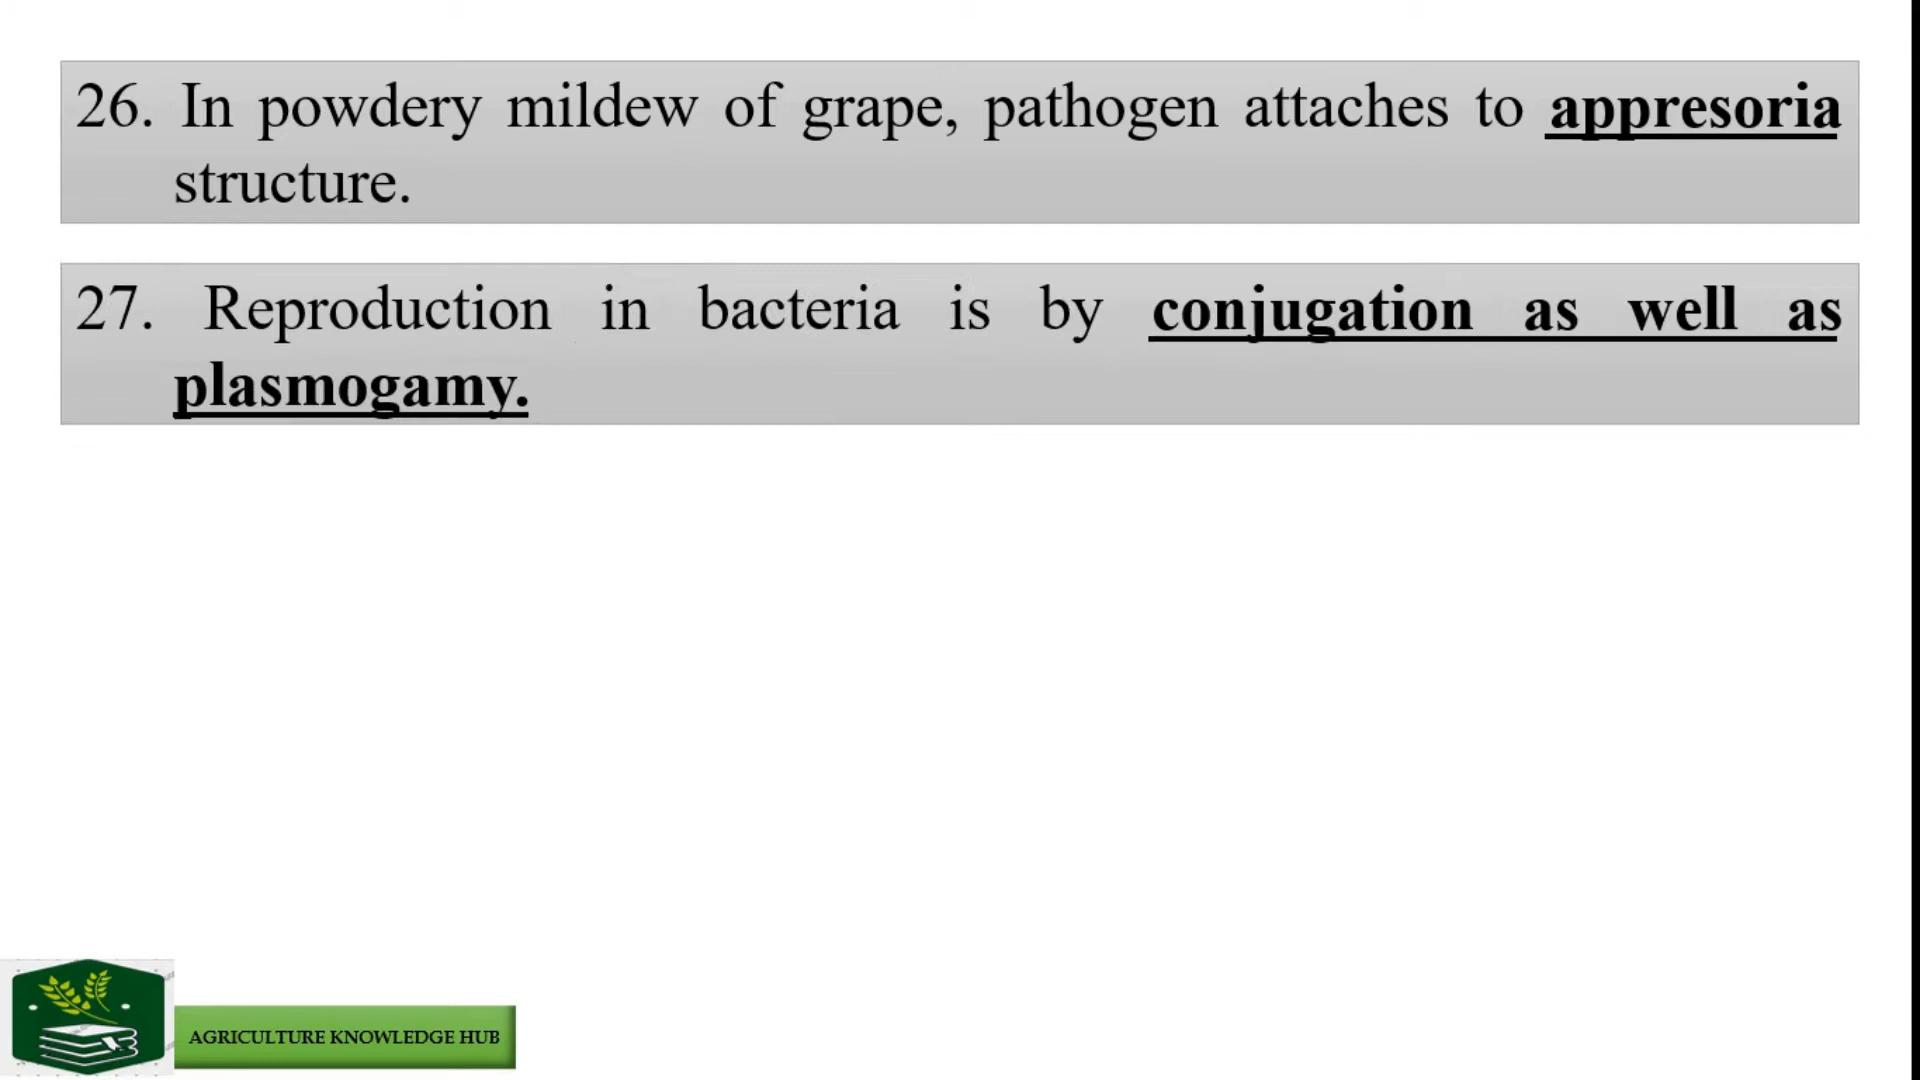 26. In powdery mildew of grape, pathogen attaches to appresoria
structure.
27. Reproduction in bacteria is by conjugation as well as
plasmogamy.
AGRICULTURE KNOWLEDGE HUB